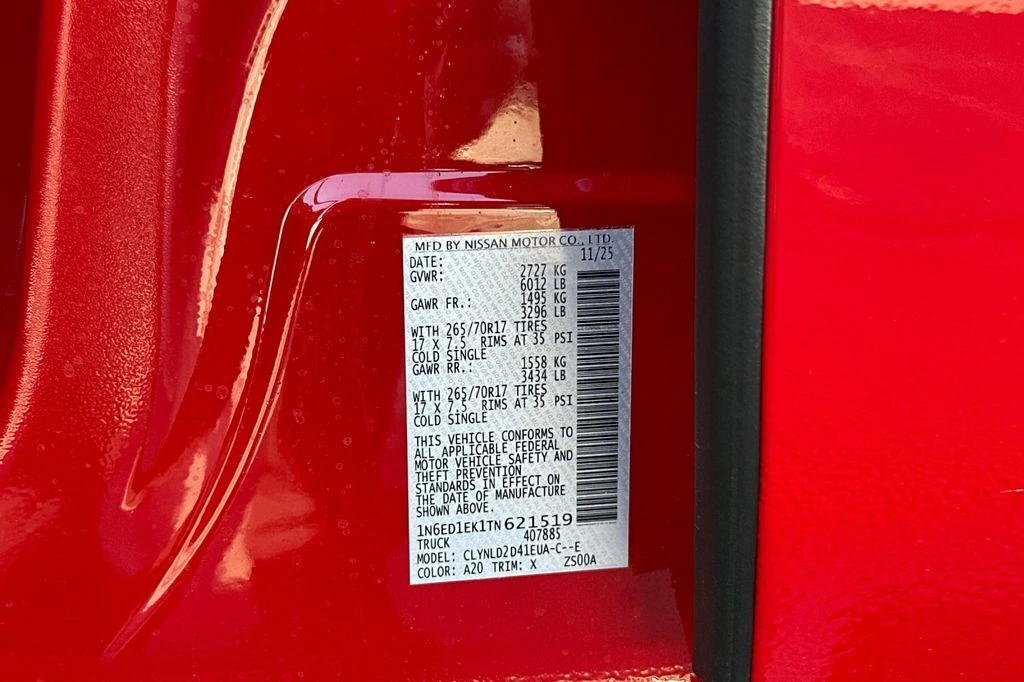 MFD BY NISSAN MOTOR CO., LTD.
DATE: 11/25
GVWR: 2727 KG
6012 LB
GAWR FR.: 1495 KG
3296 LB
WITH 265/70R17 TIRES
17 X 7.5 RIMS AT 35 PSI
COLD SINGLE
GAWR RR.: 1558 KG
3434 LB
WITH 265/70R17 TIRES
17 X 7.5 RIMS AT 35 PSI
COLD SINGLE
THIS VEHICLE CONFORMS TO
ALL APPLICABLE FEDERAL
MOTOR VEHICLE SAFETY AND
THEFT PREVENTION
STANDARDS IN EFFECT ON
THE DATE OF MANUFACTURE
SHOWN ABOVE.
1N6ED1EK1TN621519
TRUCK 407885
MODEL: CLYNLD2D41EUA-C--E
COLOR: A20 TRIM: X ZS00A